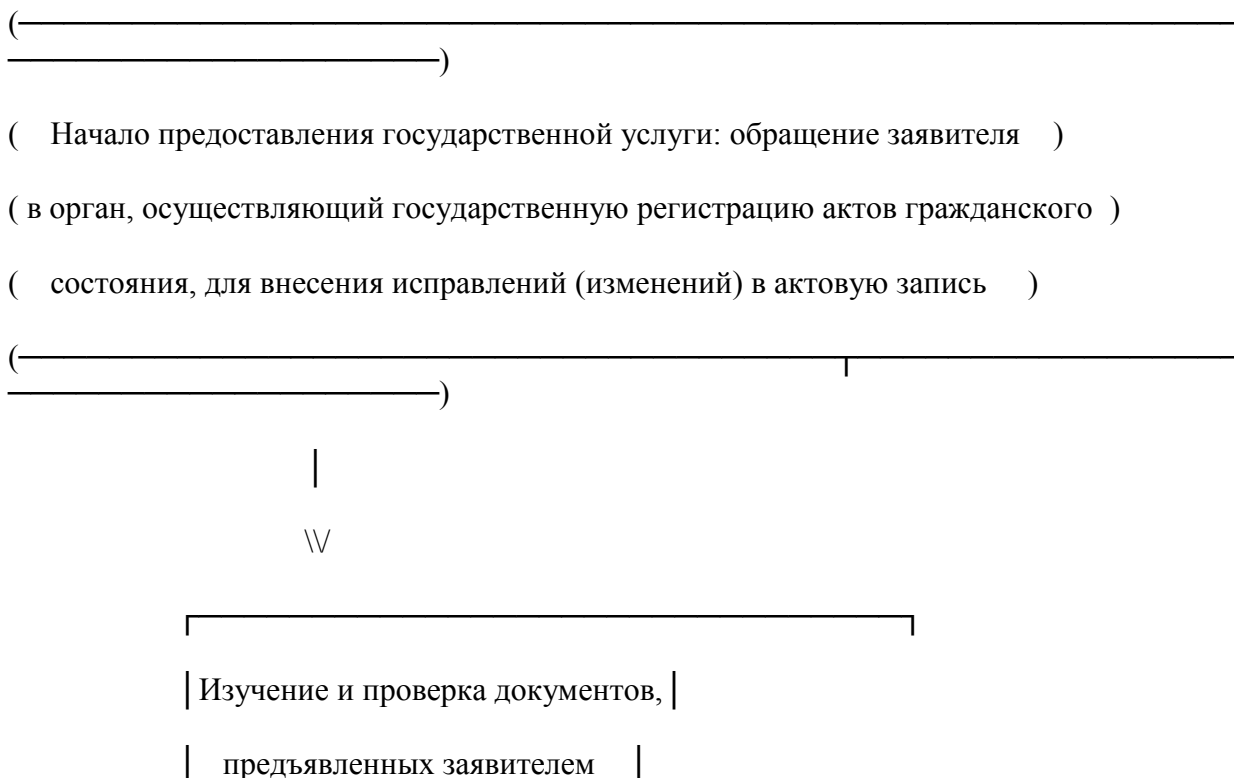 ( Начало предоставления государственной услуги: обращение заявителя )
( в орган, осуществляющий государственную регистрацию актов гражданского )
( состояния, для внесения исправлений (изменений) в актовую запись )
\\/
│Изучение и проверка документов,│
│ предъявленных заявителем │